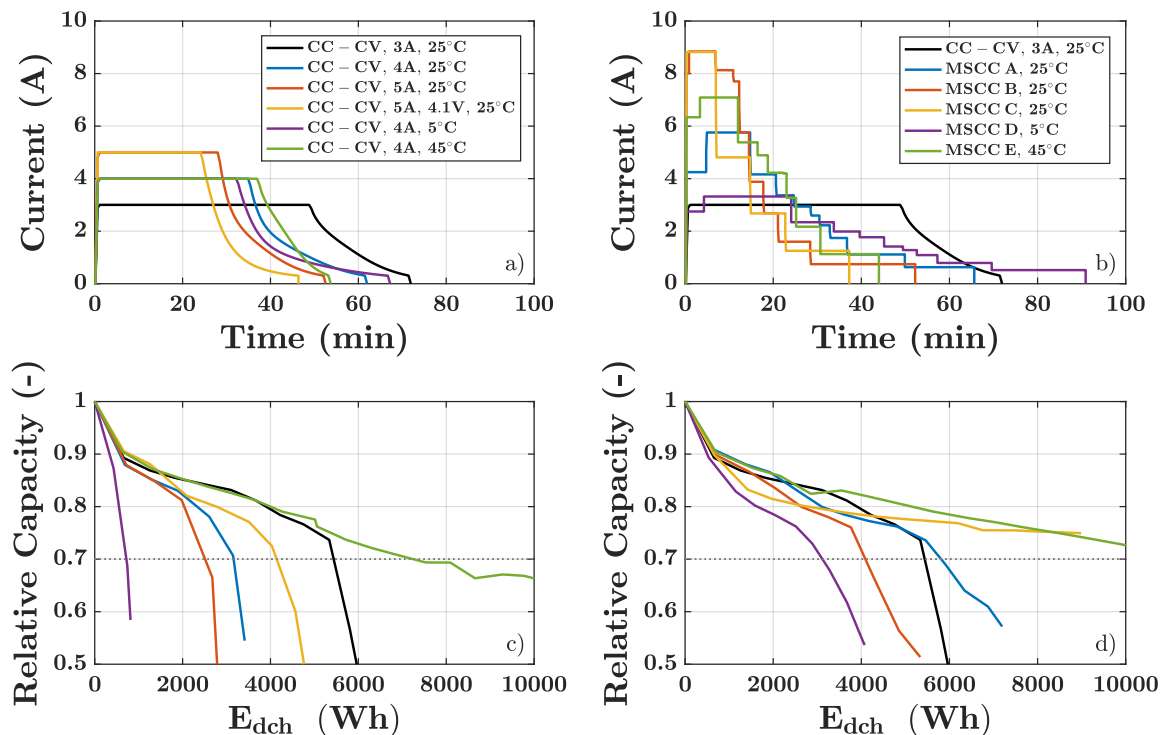 10
8
6
4
2
0
Current (A)
CC − CV, 3A, 25°C
CC − CV, 4A, 25°C
CC − CV, 5A, 25°C
CC − CV, 5A, 4.1V, 25°C
CC − CV, 4A, 5°C
CC − CV, 4A, 45°C
a)
0 20 40 60 80 100
Time (min)
10
8
6
4
2
0
Current (A)
CC − CV, 3A, 25°C
MSCC A, 25°C
MSCC B, 25°C
MSCC C, 25°C
MSCC D, 5°C
MSCC E, 45°C
b)
0 20 40 60 80 100
Time (min)
1
0.9
0.8
0.7
0.6
0.5
Relative Capacity (-)
c)
0 2000 4000 6000 8000 10000
E_dch (Wh)
1
0.9
0.8
0.7
0.6
0.5
Relative Capacity (-)
d)
0 2000 4000 6000 8000 10000
E_dch (Wh)